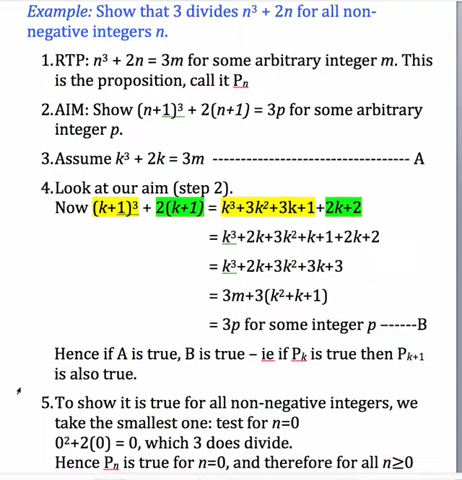 Example: Show that 3 divides n³ + 2n for all non-
negative integers n.
1.RTP: n³ + 2n = 3m for some arbitrary integer m. This
is the proposition, call it Pₙ
2.AIM: Show (n+1)³ + 2(n+1) = 3p for some arbitrary
integer p.
3.Assume k³ + 2k = 3m ---------------------------------- A
4.Look at our aim (step 2).
Now (k+1)³ + 2(k+1) = k³+3k²+3k+1+2k+2
= k³+2k+3k²+k+1+2k+2
= k³+2k+3k²+3k+3
= 3m+3(k²+k+1)
= 3p for some integer p ------B
Hence if A is true, B is true – ie if Pₖ is true then Pₖ₊₁
is also true.
5.To show it is true for all non-negative integers, we
take the smallest one: test for n=0
0²+2(0) = 0, which 3 does divide.
Hence Pₙ is true for n=0, and therefore for all n≥0